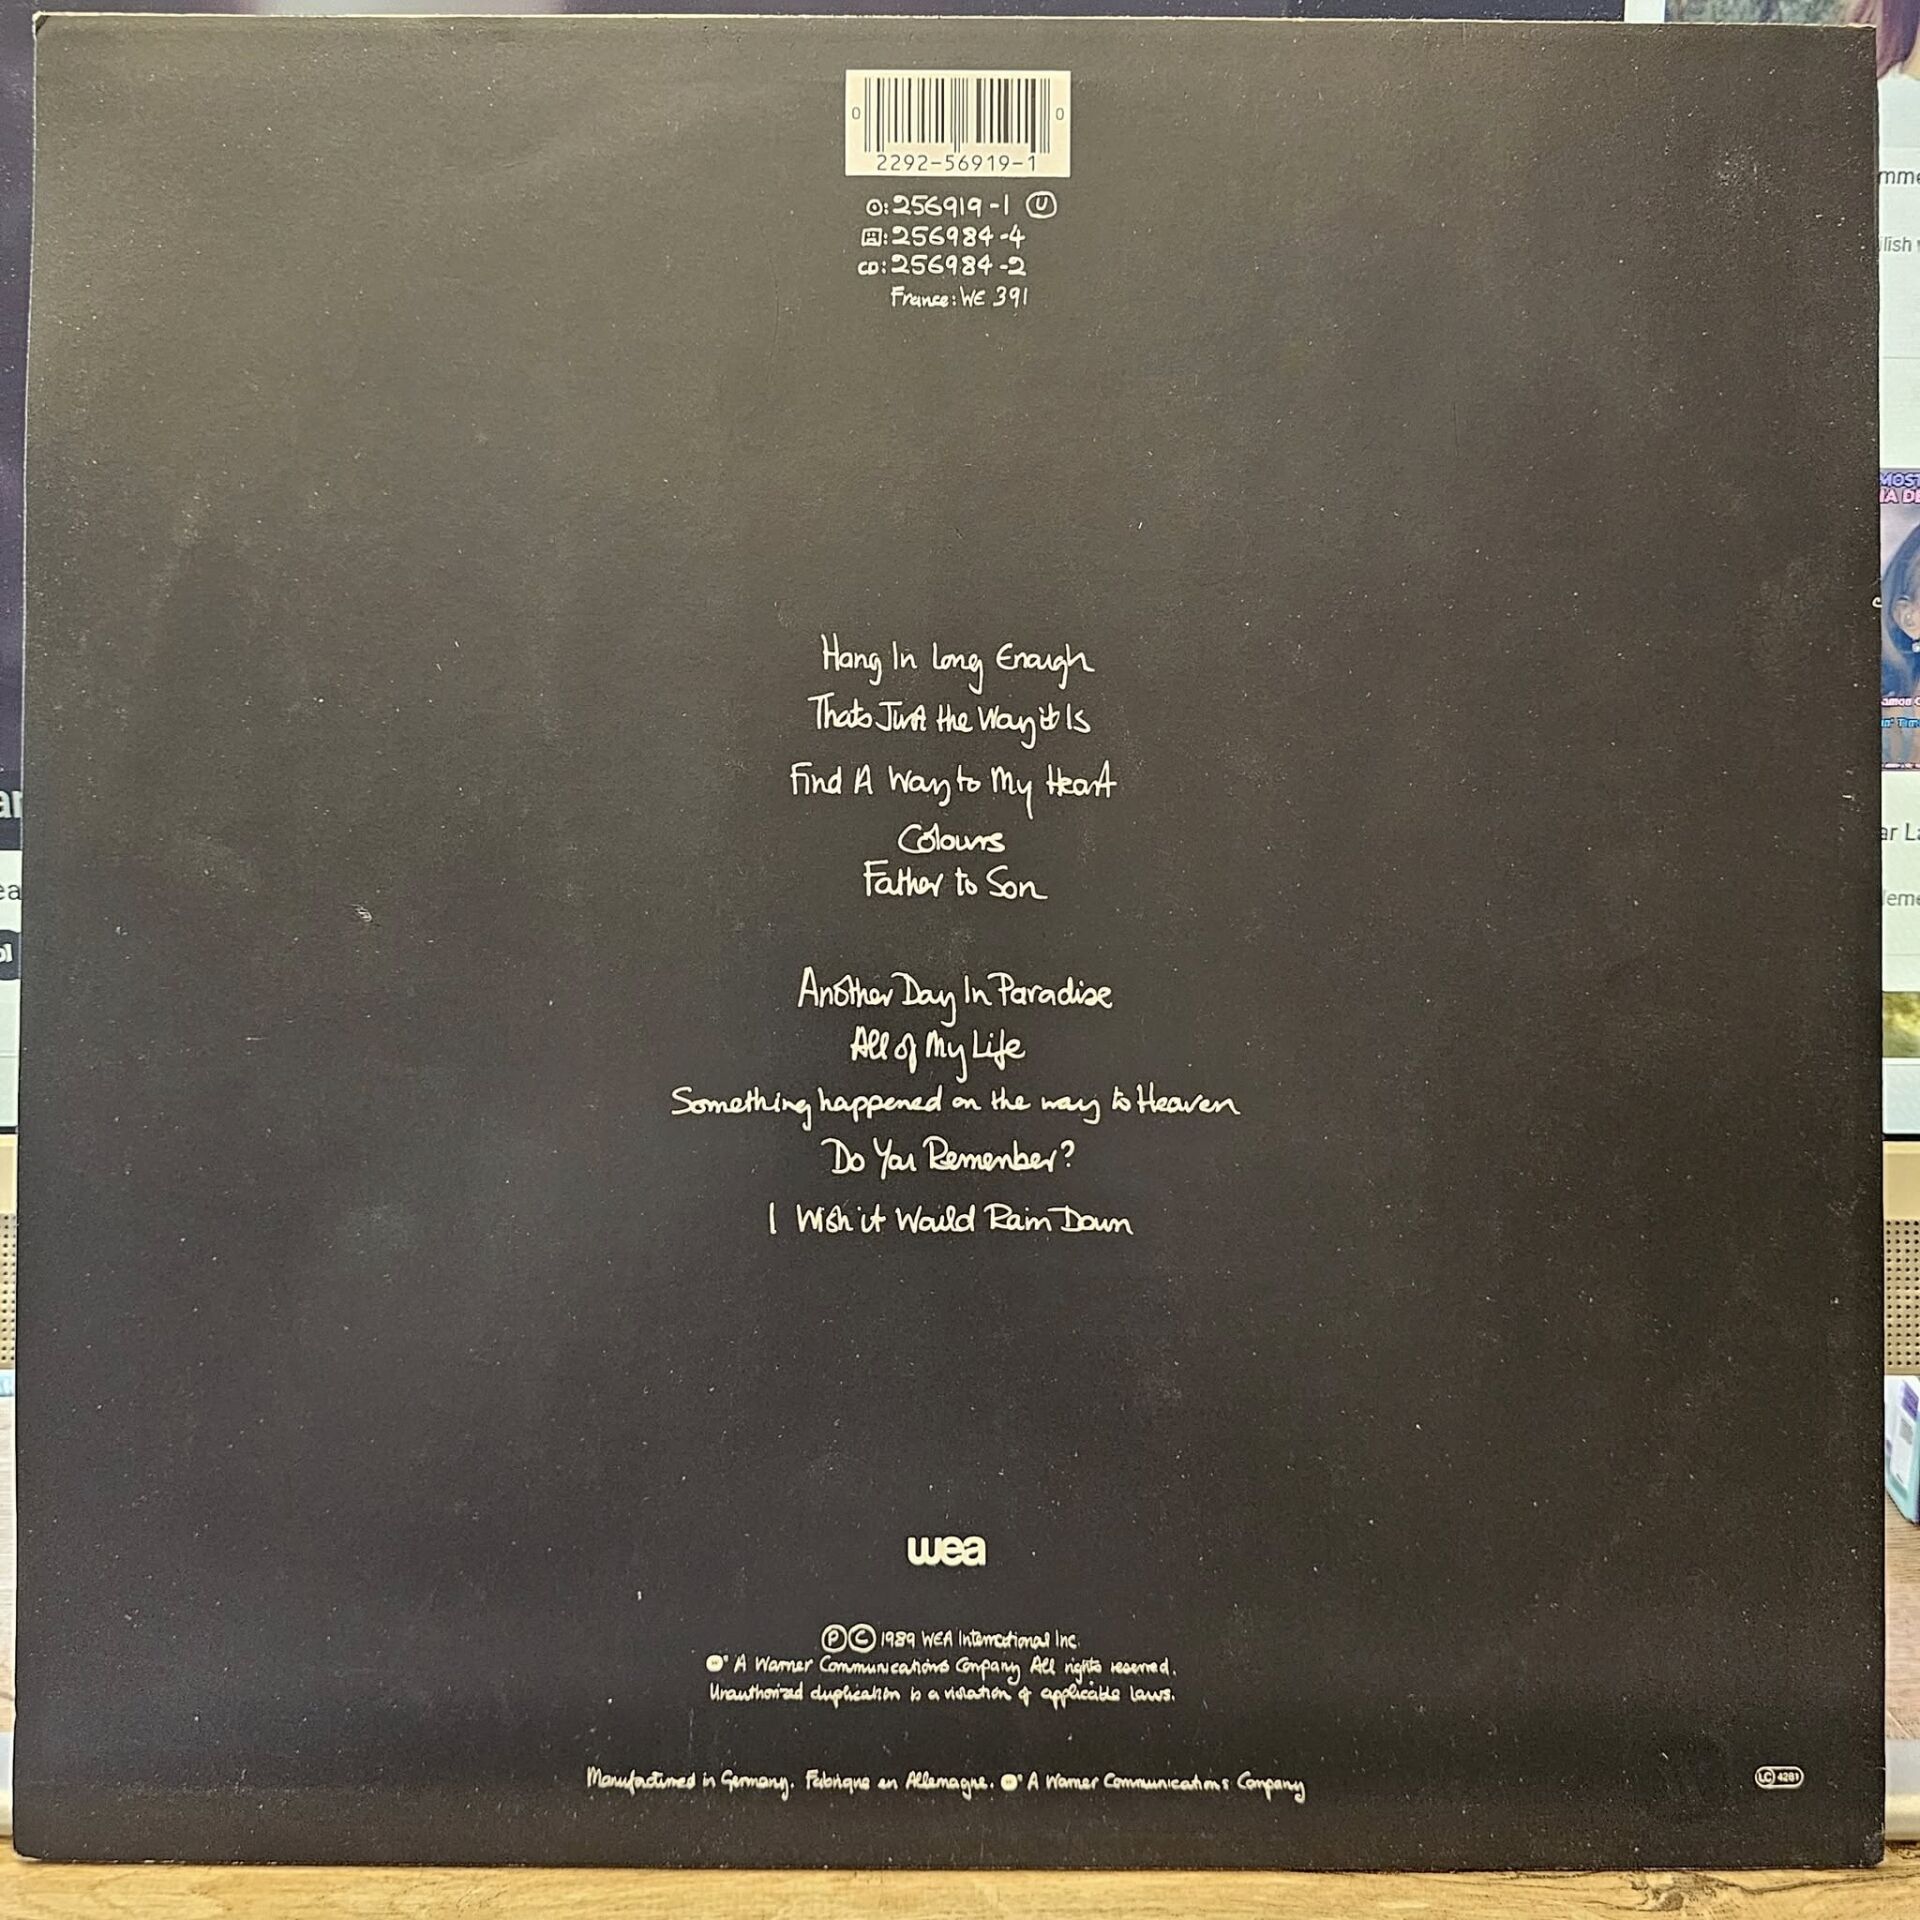 0 0
2292-56919-1
:256919-1 U
:256984-4
CD:256984-2
France: WE 391
Hang In Long Enough
Thats Just the Way it Is
Find A Way to My Heart
Colours
Father to Son
Another Day In Paradise
All of My Life
Something happened on the way to Heaven
Do You Remember?
I Wish it Would Rain Down
wea
Ⓟ © 1989 WEA International Inc.
A Warner Communications Company All rights reserved.
Unauthorized duplication is a violation of applicable laws.
Manufactured in Germany. Fabriqué en Allemagne. A Warner Communications Company
LC 4281